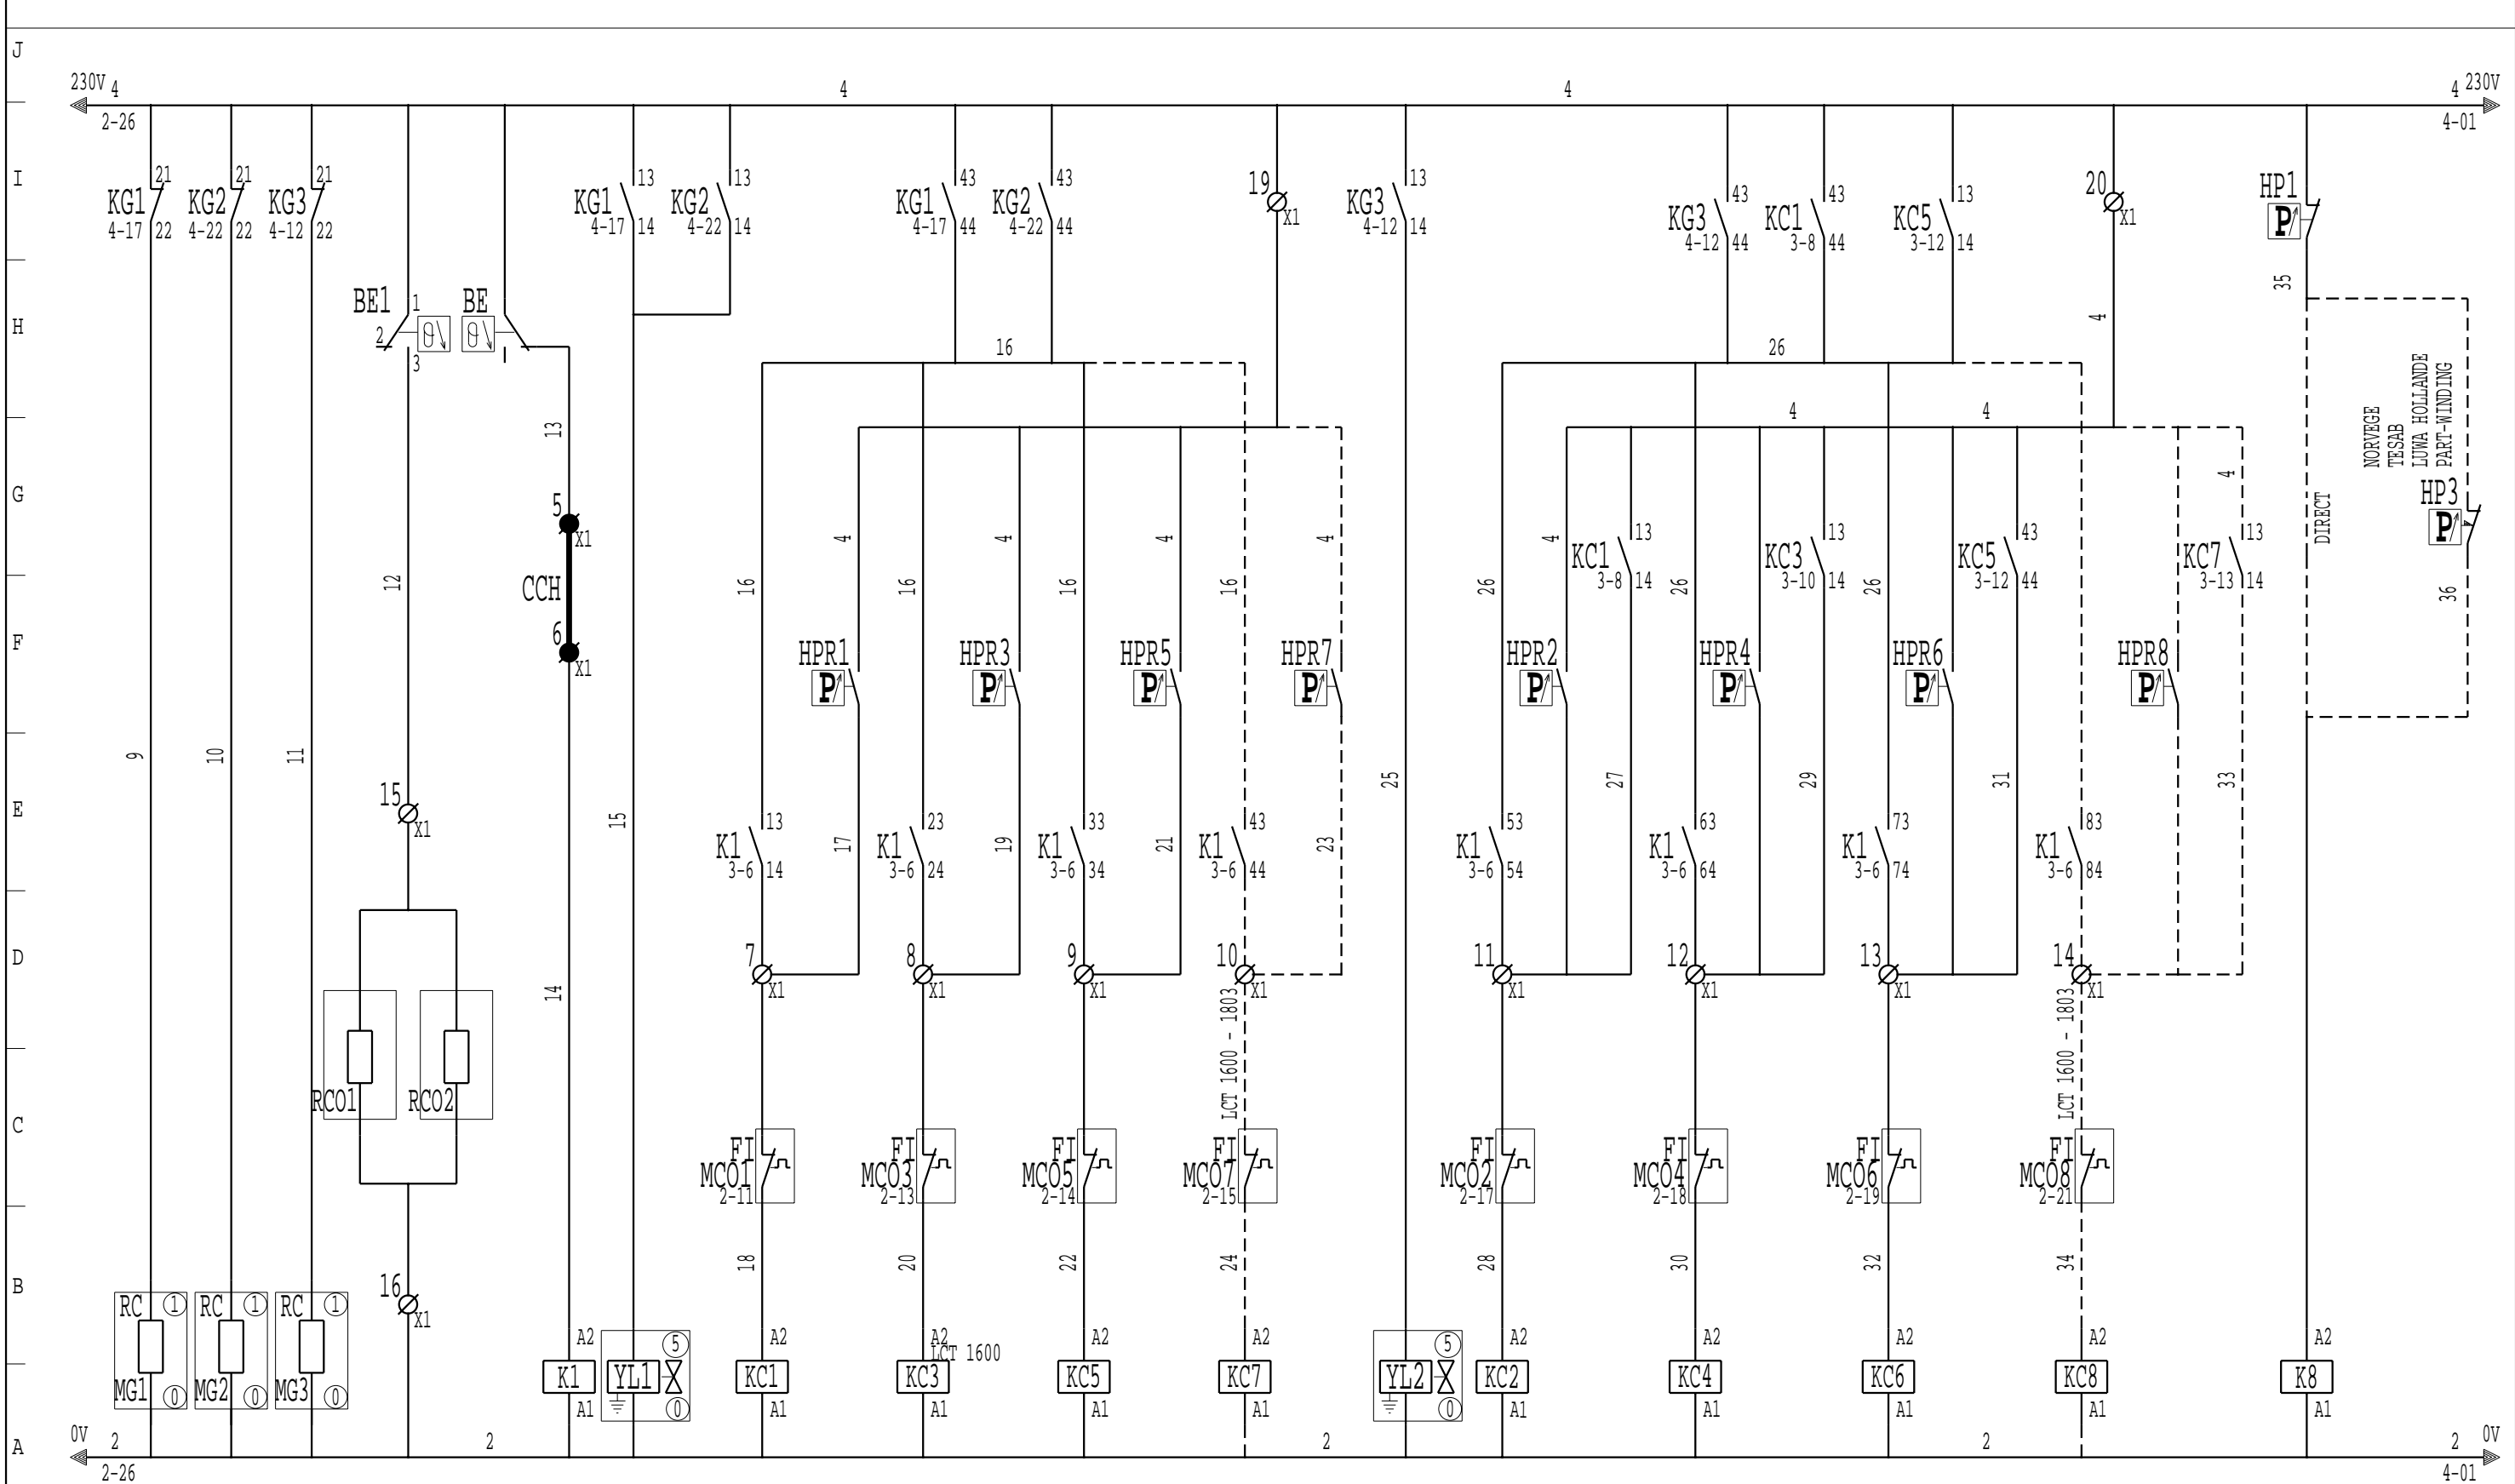 J
230V 4 4 4 4 230V
2-26 4-01
I
21 21 21 13 13 43 43 19 13 43 43 13 20 HP1
KG1 KG2 KG3 KG1 KG2 KG1 KG2 X1 KG3 KG3 KC1 KC5 X1 P
4-17 22 4-22 22 4-12 22 4-17 14 4-22 14 4-17 44 4-22 44 4-12 14 4-12 44 3-8 44 3-12 14
35
H
BE1 1 BE
2 θ θ 4
3 16 26
NORVEGE
TESAB
LUWA HOLLANDE
PART-WINDING
4 4
13
G
5 4 HP3
X1 DIRECT P
4 4 4 4 4 13 13 43 13
KC1 KC3 KC5 KC7
12 CCH 16 16 16 16 26 3-8 14 26 3-10 14 26 3-12 44 3-13 14 36
F
6
X1
HPR1 HPR3 HPR5 HPR7 HPR2 HPR4 HPR6 HPR8
P P P P P P P P
9 10 11
25 27 29 31 33
E
15
X1 15
13 23 33 43 53 63 73 83
K1 17 K1 19 K1 21 K1 23 K1 K1 K1 K1
3-6 14 3-6 24 3-6 34 3-6 44 3-6 54 3-6 64 3-6 74 3-6 84
D
7 8 9 10 11 12 13 14
14 X1 X1 X1 X1 X1 X1 X1 X1
LCT 1600 - 1803 LCT 1600 - 1803
RCO1 RCO2
C
FI FI FI FI FI FI FI FI
MCO1 MCO3 MCO5 MCO7 MCO2 MCO4 MCO6 MCO8
2-11 2-13 2-14 2-15 2-17 2-18 2-19 2-21
18 20 22 24 28 30 32 34
B
16
X1
RC 1 RC 1 RC 1
A2 5 A2 A2 A2 A2 5 A2 A2 A2 A2 A2
LCT 1600
K1 YL1 KC1 KC3 KC5 KC7 YL2 KC2 KC4 KC6 KC8 K8
MG1 0 MG2 0 MG3 0
A1 0 A1 A1 A1 A1 0 A1 A1 A1 A1 A1
A
0V 2 2 2 2 2 0V
2-26 4-01